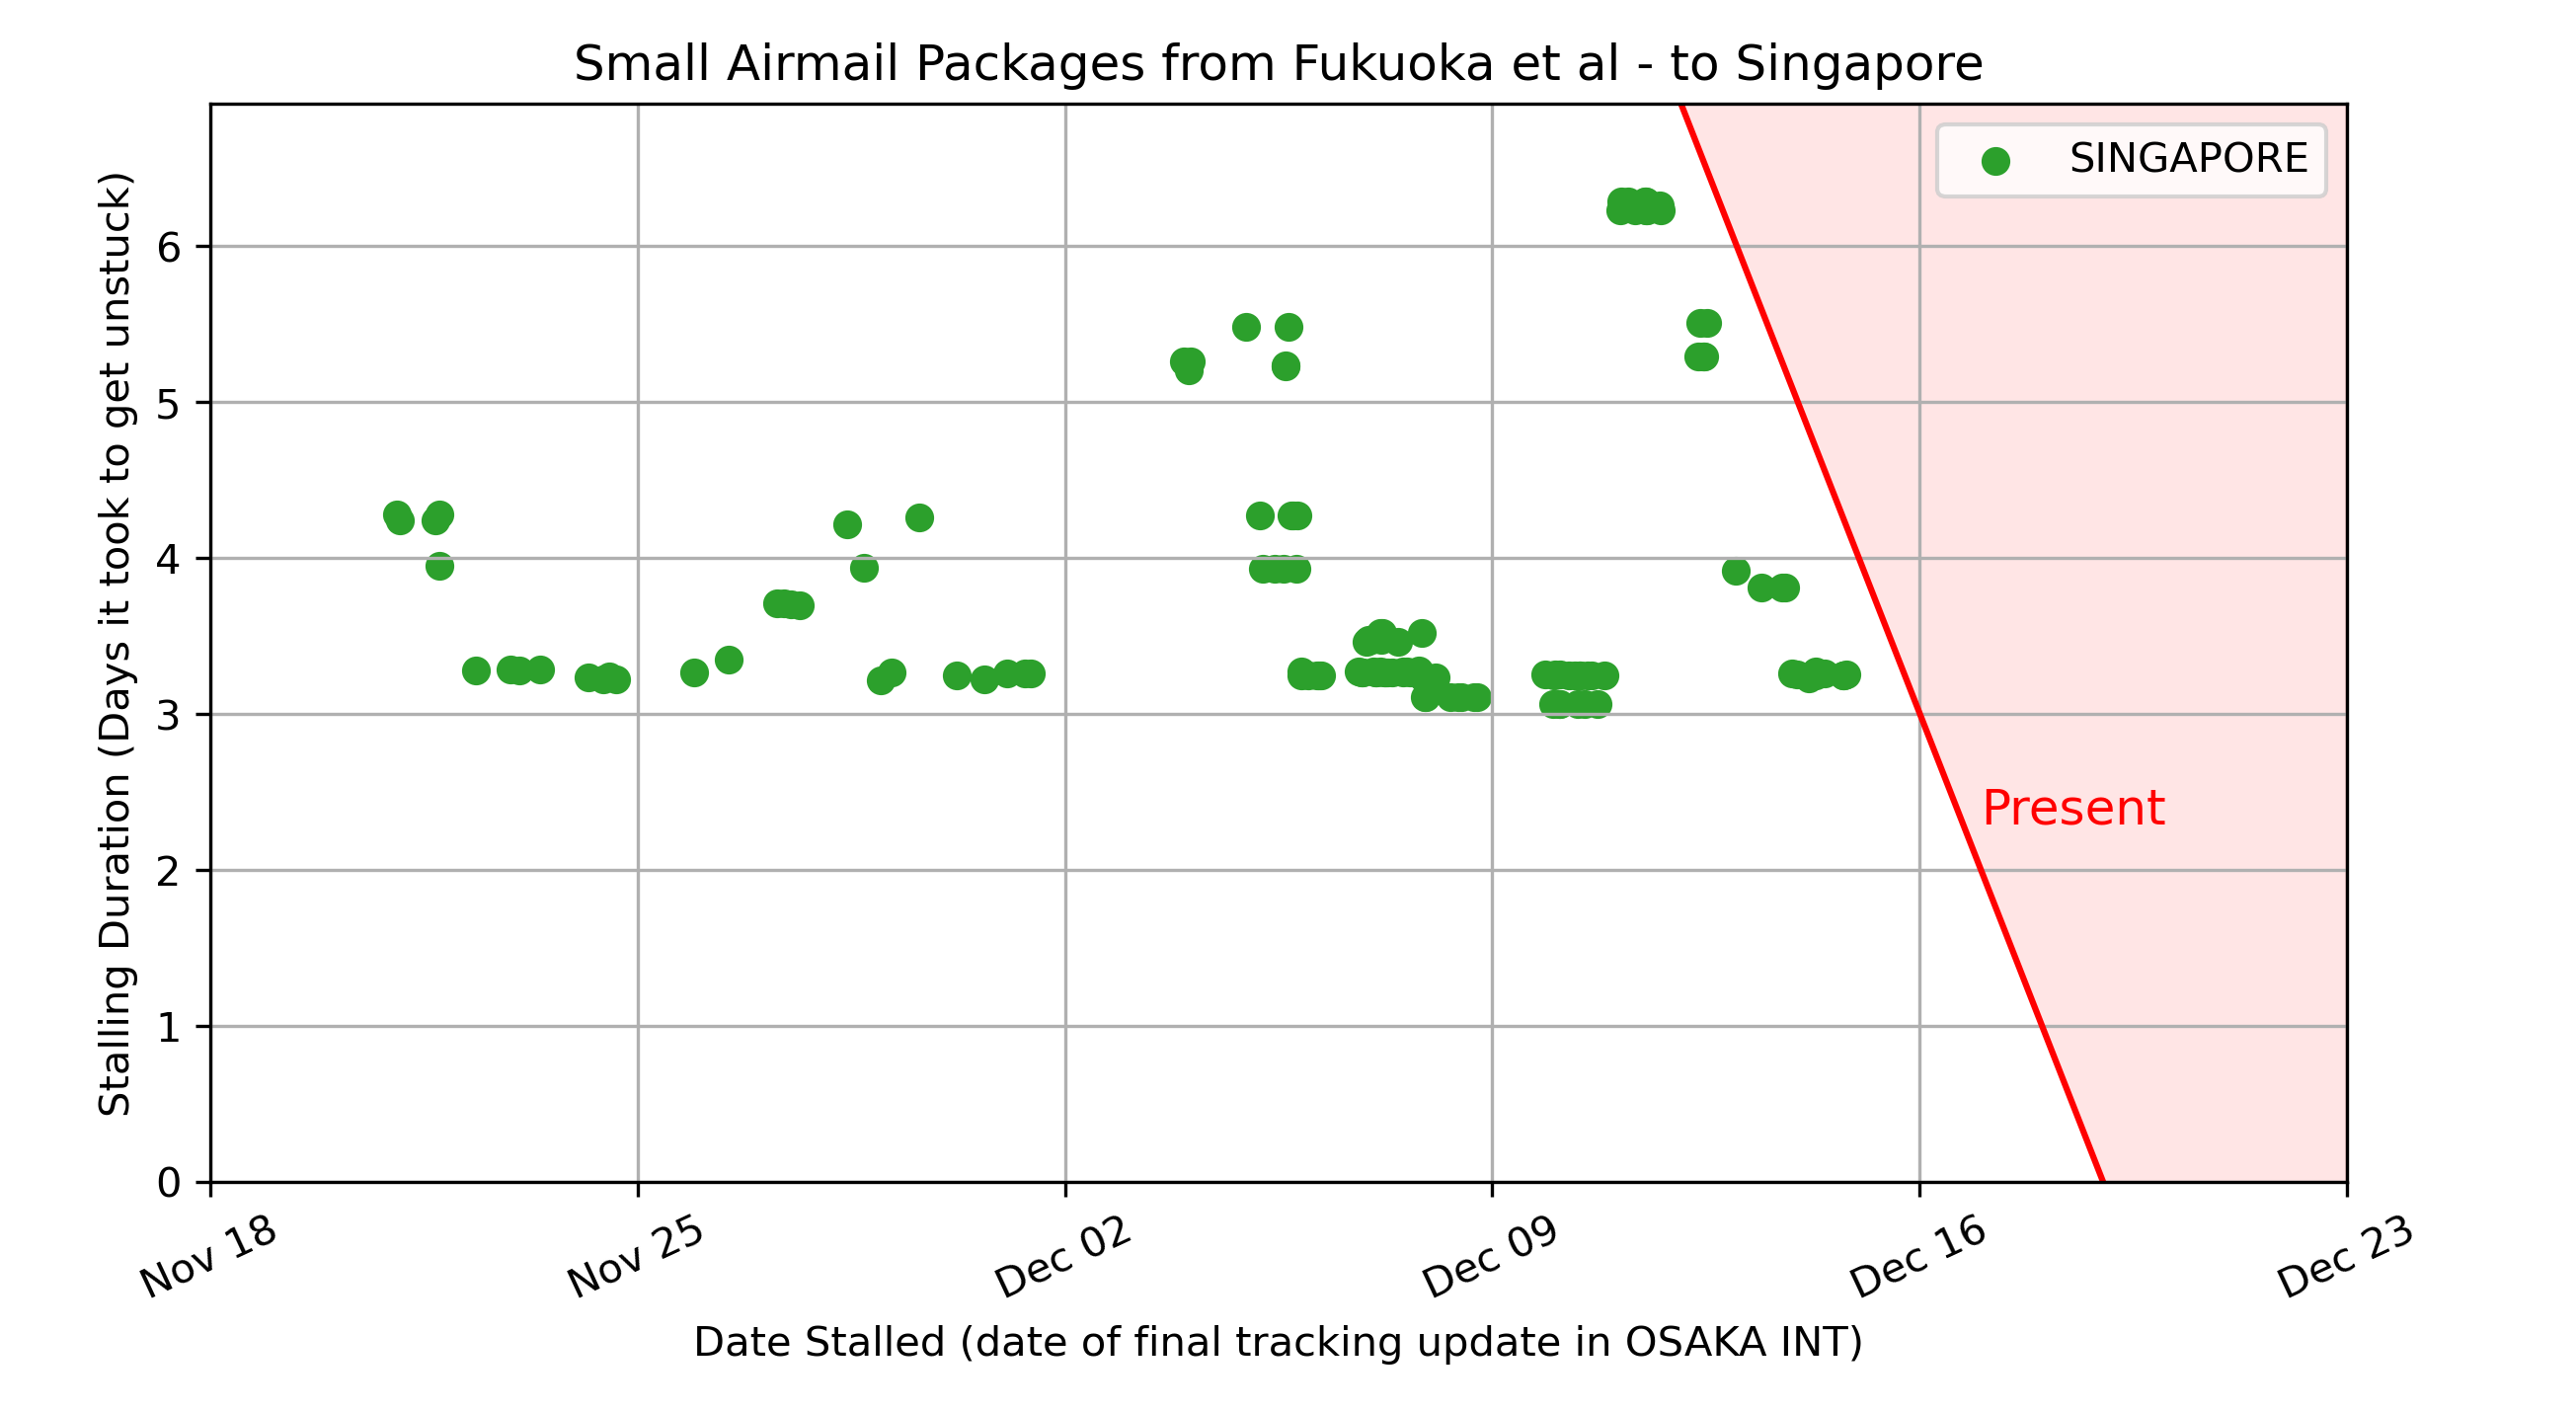 Small Airmail Packages from Fukuoka et al - to Singapore
SINGAPORE
Stalling Duration (Days it took to get unstuck)
6
5
4
3
2
1
0
Present
Nov 18
Nov 25
Dec 02
Dec 09
Dec 16
Dec 23
Date Stalled (date of final tracking update in OSAKA INT)